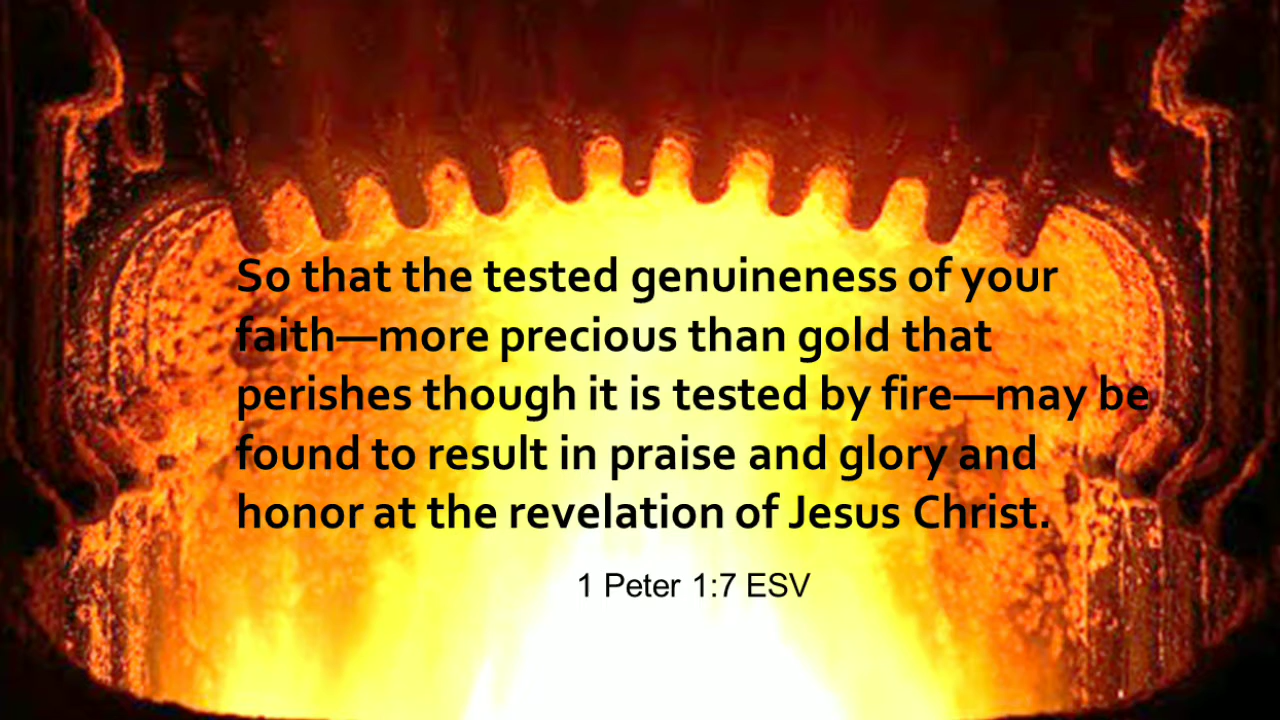 So that the tested genuineness of your
faith—more precious than gold that
perishes though it is tested by fire—may be
found to result in praise and glory and
honor at the revelation of Jesus Christ.
1 Peter 1:7 ESV